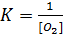 K = 1/[O₂]